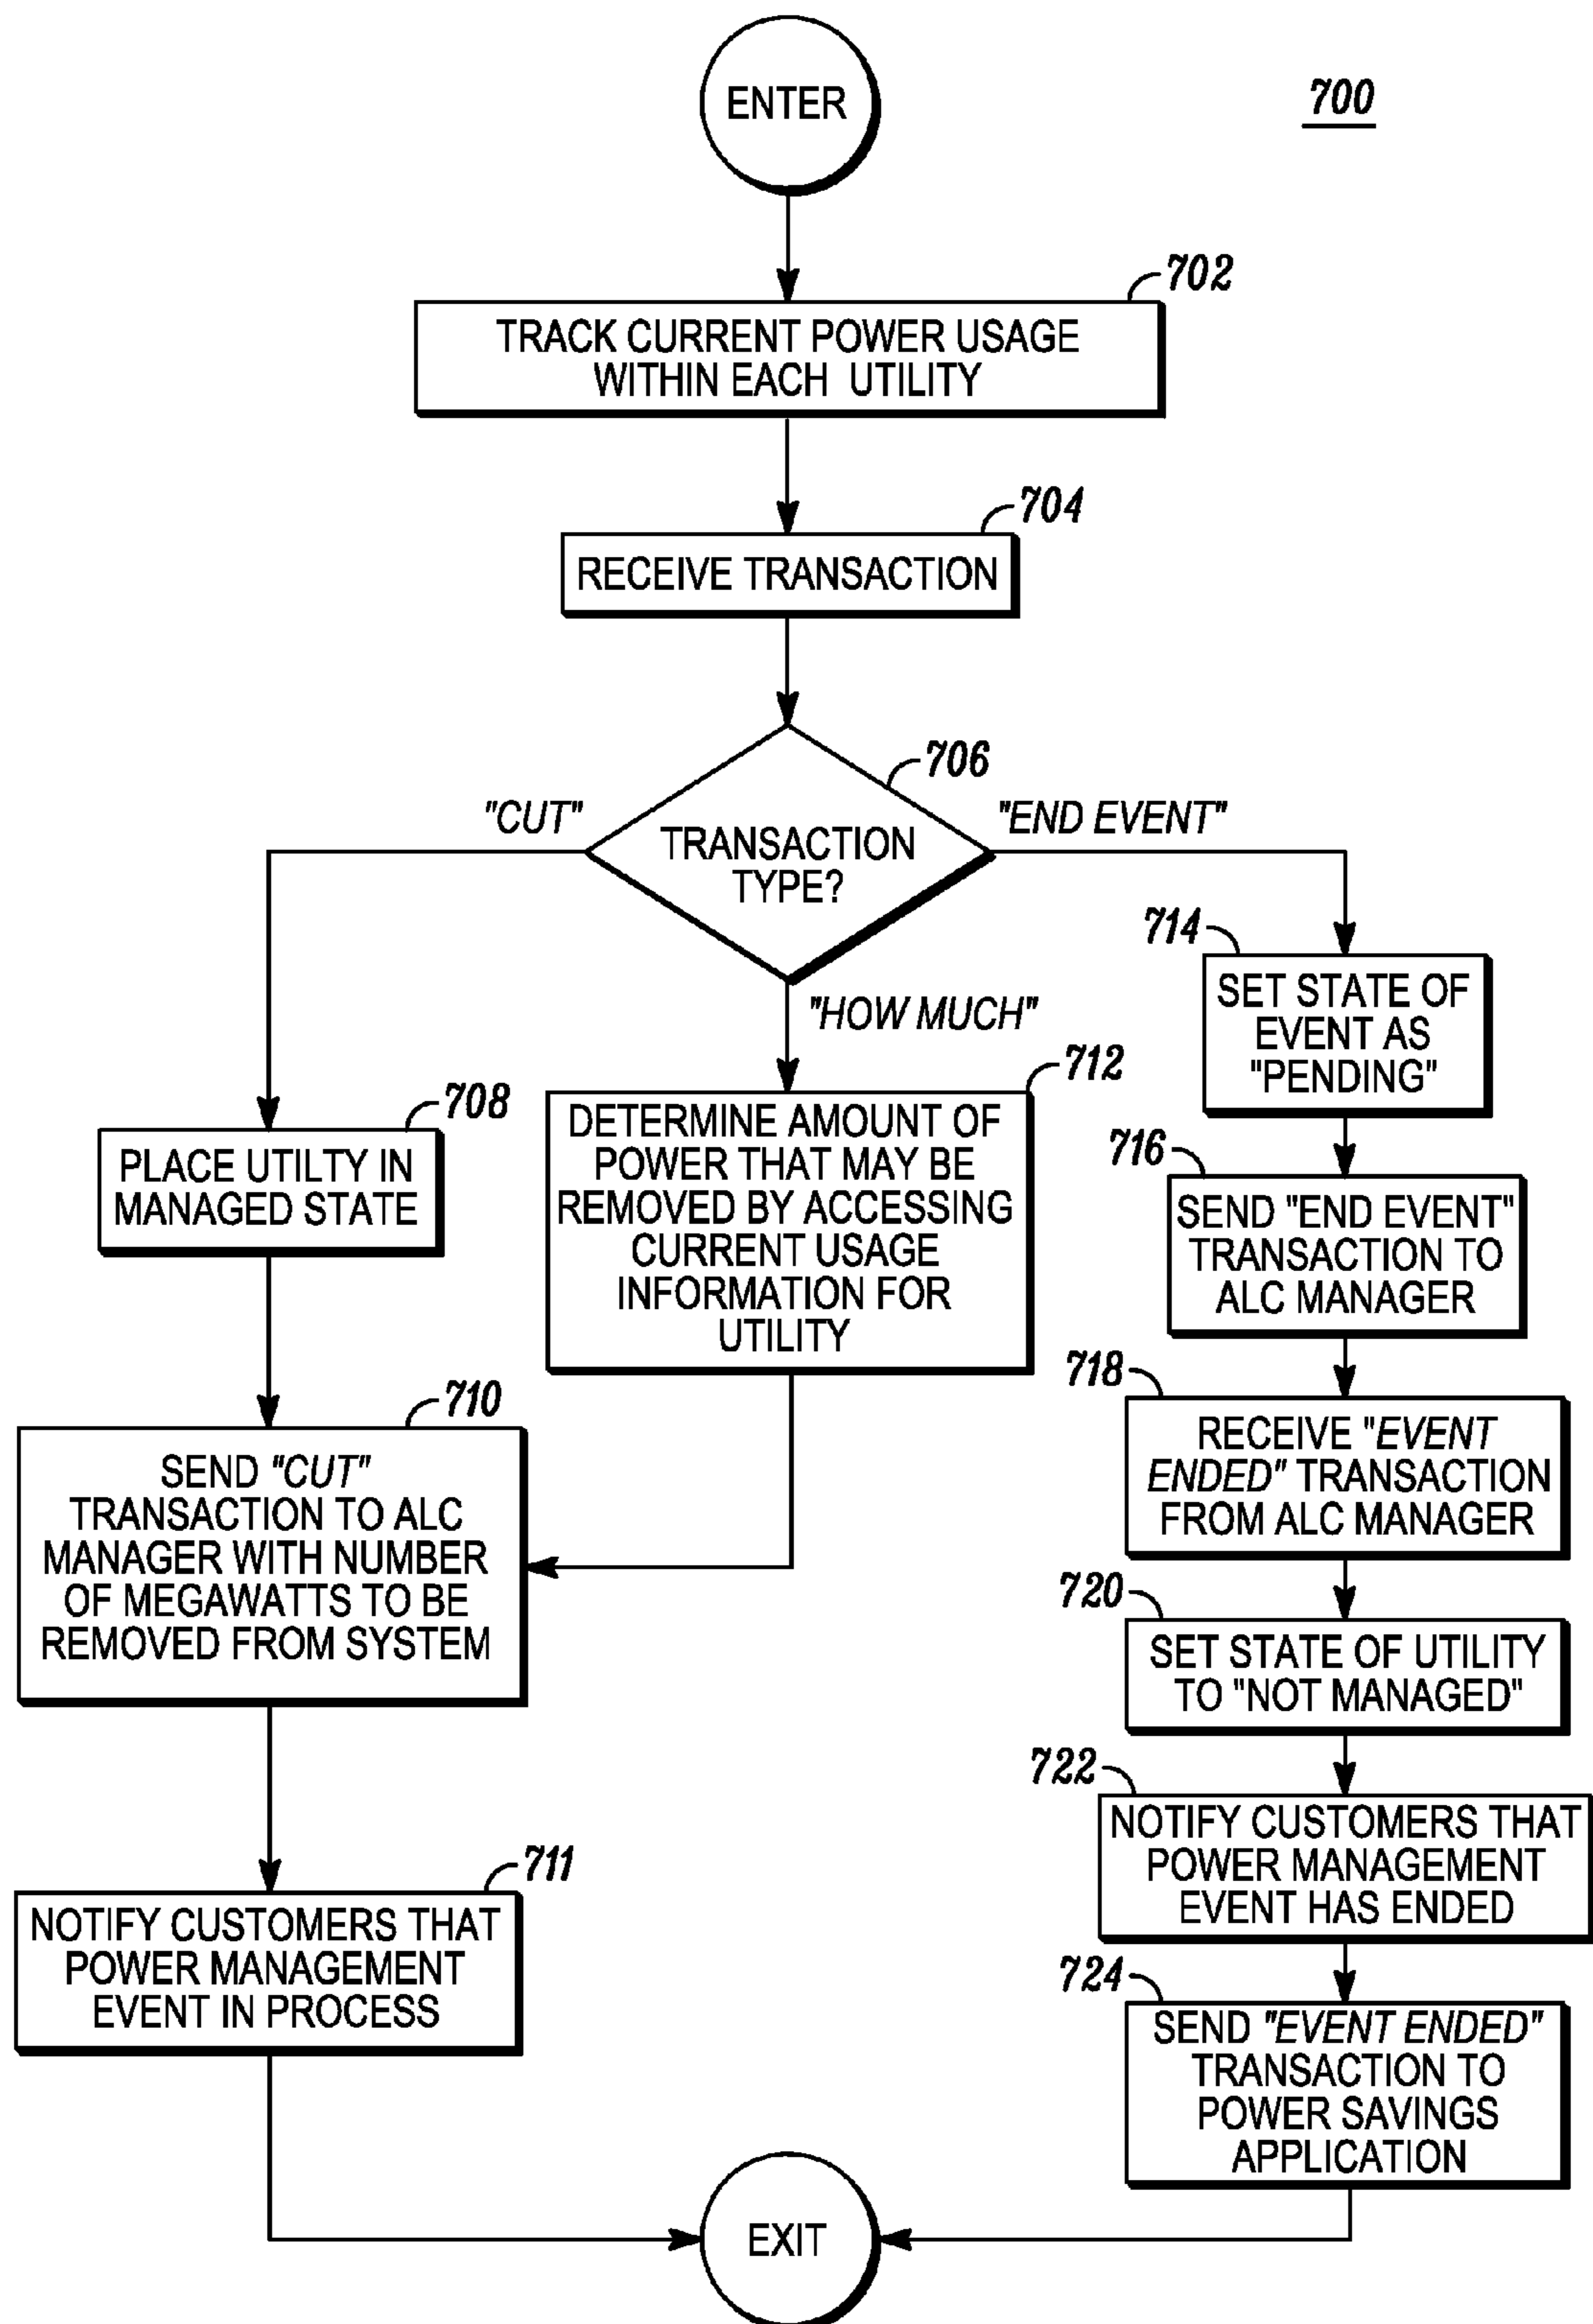 ENTER
700
702
TRACK CURRENT POWER USAGE
WITHIN EACH UTILITY
704
RECEIVE TRANSACTION
706
"CUT"
TRANSACTION
TYPE?
"END EVENT"
"HOW MUCH"
708
PLACE UTILTY IN
MANAGED STATE
712
DETERMINE AMOUNT OF
POWER THAT MAY BE
REMOVED BY ACCESSING
CURRENT USAGE
INFORMATION FOR
UTILITY
710
SEND "CUT"
TRANSACTION TO ALC
MANAGER WITH NUMBER
OF MEGAWATTS TO BE
REMOVED FROM SYSTEM
711
NOTIFY CUSTOMERS THAT
POWER MANAGEMENT
EVENT IN PROCESS
714
SET STATE OF
EVENT AS
"PENDING"
716
SEND "END EVENT"
TRANSACTION TO
ALC MANAGER
718
RECEIVE "EVENT
ENDED" TRANSACTION
FROM ALC MANAGER
720
SET STATE OF UTILITY
TO "NOT MANAGED"
722
NOTIFY CUSTOMERS THAT
POWER MANAGEMENT
EVENT HAS ENDED
724
SEND "EVENT ENDED"
TRANSACTION TO
POWER SAVINGS
APPLICATION
EXIT